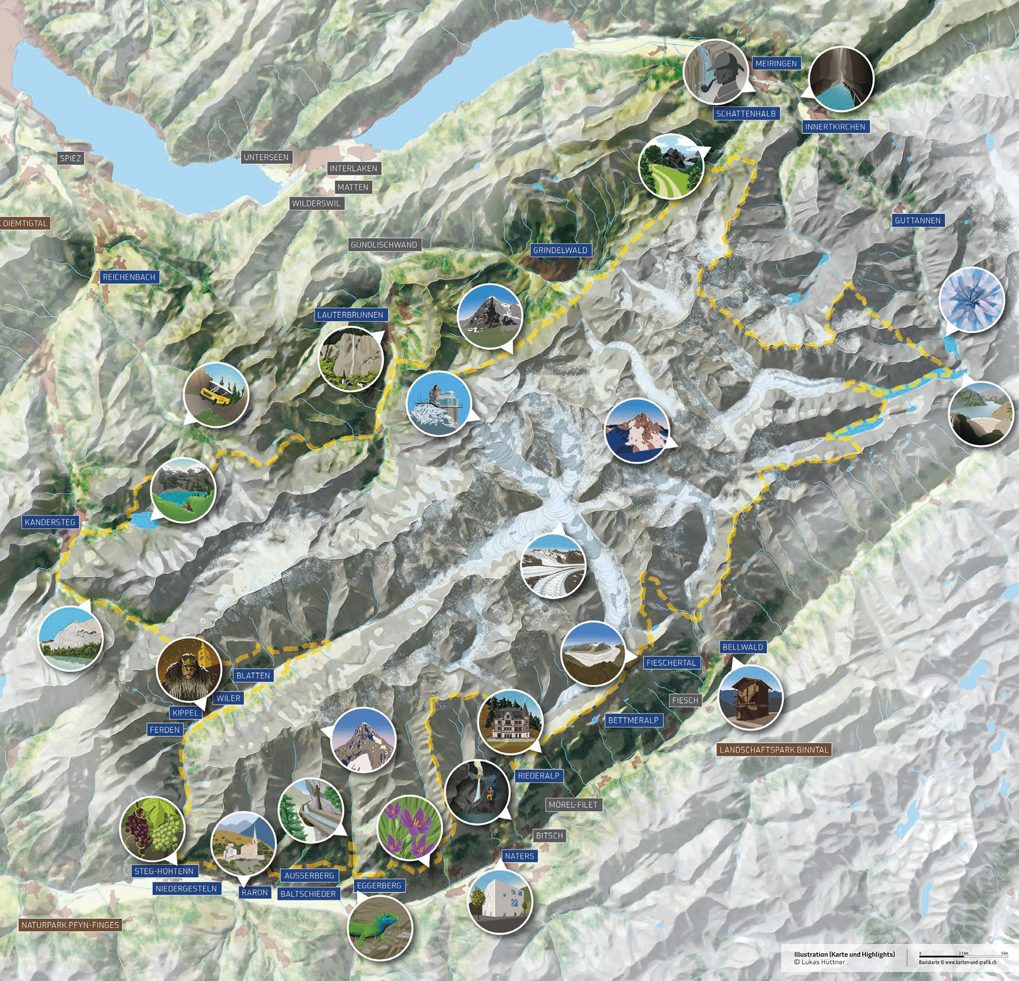 MEIRINGEN
SCHATTENHALB
INNERTKIRCHEN
SPIEZ
UNTERSEEN
INTERLAKEN
MATTEN
WILDERSWIL
DIEMTIGTAL
GUTTANNEN
GÜNDLISCHWAND
GRINDELWALD
REICHENBACH
LAUTERBRUNNEN
KANDERSTEG
BLATTEN
WILER
KIPPEL
FERDEN
FIESCHERTAL
BELLWALD
FIESCH
BETTMERALP
LANDSCHAFTSPARK BINNTAL
RIEDERALP
MÖREL-FILET
BITSCH
NATERS
STEG-HOHTENN
NIEDERGESTELN
RARON
AUSSERBERG
BALTSCHIEDER
EGGERBERG
NATURPARK PFYN-FINGES
Illustration (Karte und Highlights)
© Lukas Hüttner
Basiskarte © www.karten-und-grafik.ch